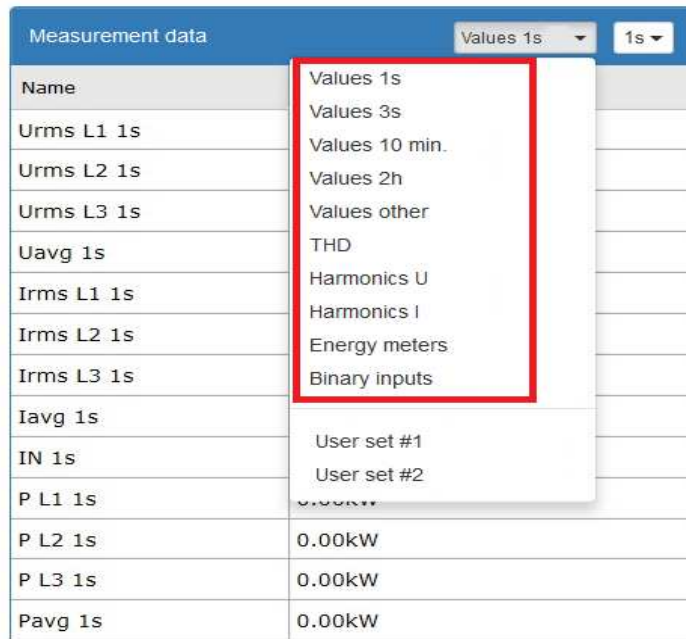 Measurement data
Values 1s
1s
Name
Values 1s
Values 3s
Values 10 min.
Values 2h
Values other
THD
Harmonics U
Harmonics I
Energy meters
Binary inputs
User set #1
User set #2
Urms L1 1s
Urms L2 1s
Urms L3 1s
Uavg 1s
Irms L1 1s
Irms L2 1s
Irms L3 1s
Iavg 1s
IN 1s
P L1 1s
P L2 1s 0.00kW
P L3 1s 0.00kW
Pavg 1s 0.00kW